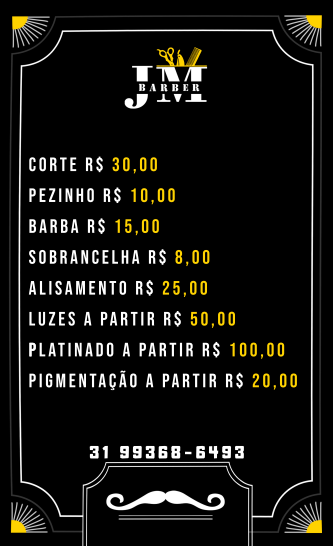 JM
BARBER
CORTE R$ 30,00
PEZINHO R$ 10,00
BARBA R$ 15,00
SOBRANCELHA R$ 8,00
ALISAMENTO R$ 25,00
LUZES A PARTIR R$ 50,00
PLATINADO A PARTIR R$ 100,00
PIGMENTAÇÃO A PARTIR R$ 20,00
31 99368-6493